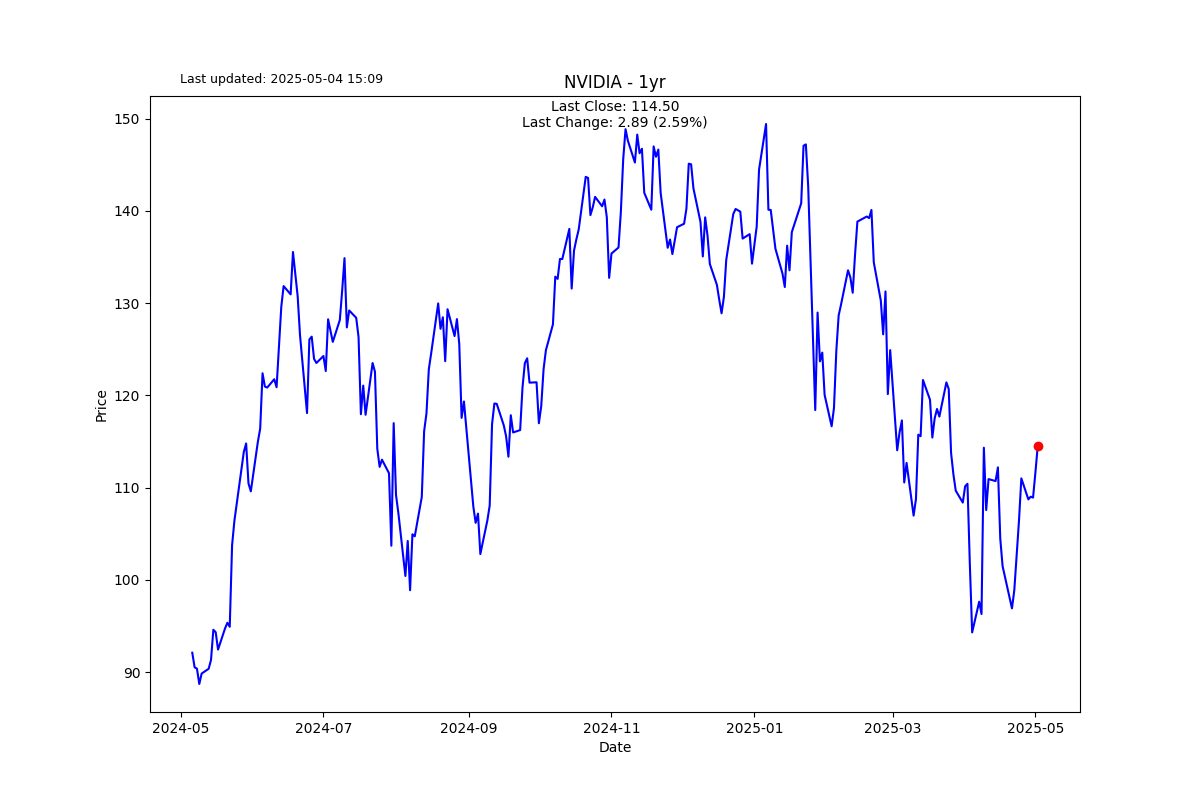 Last updated: 2025-05-04 15:09
NVIDIA - 1yr
Last Close: 114.50
Last Change: 2.89 (2.59%)
150
140
130
120
110
100
90
Price
2024-05 2024-07 2024-09 2024-11 2025-01 2025-03 2025-05
Date